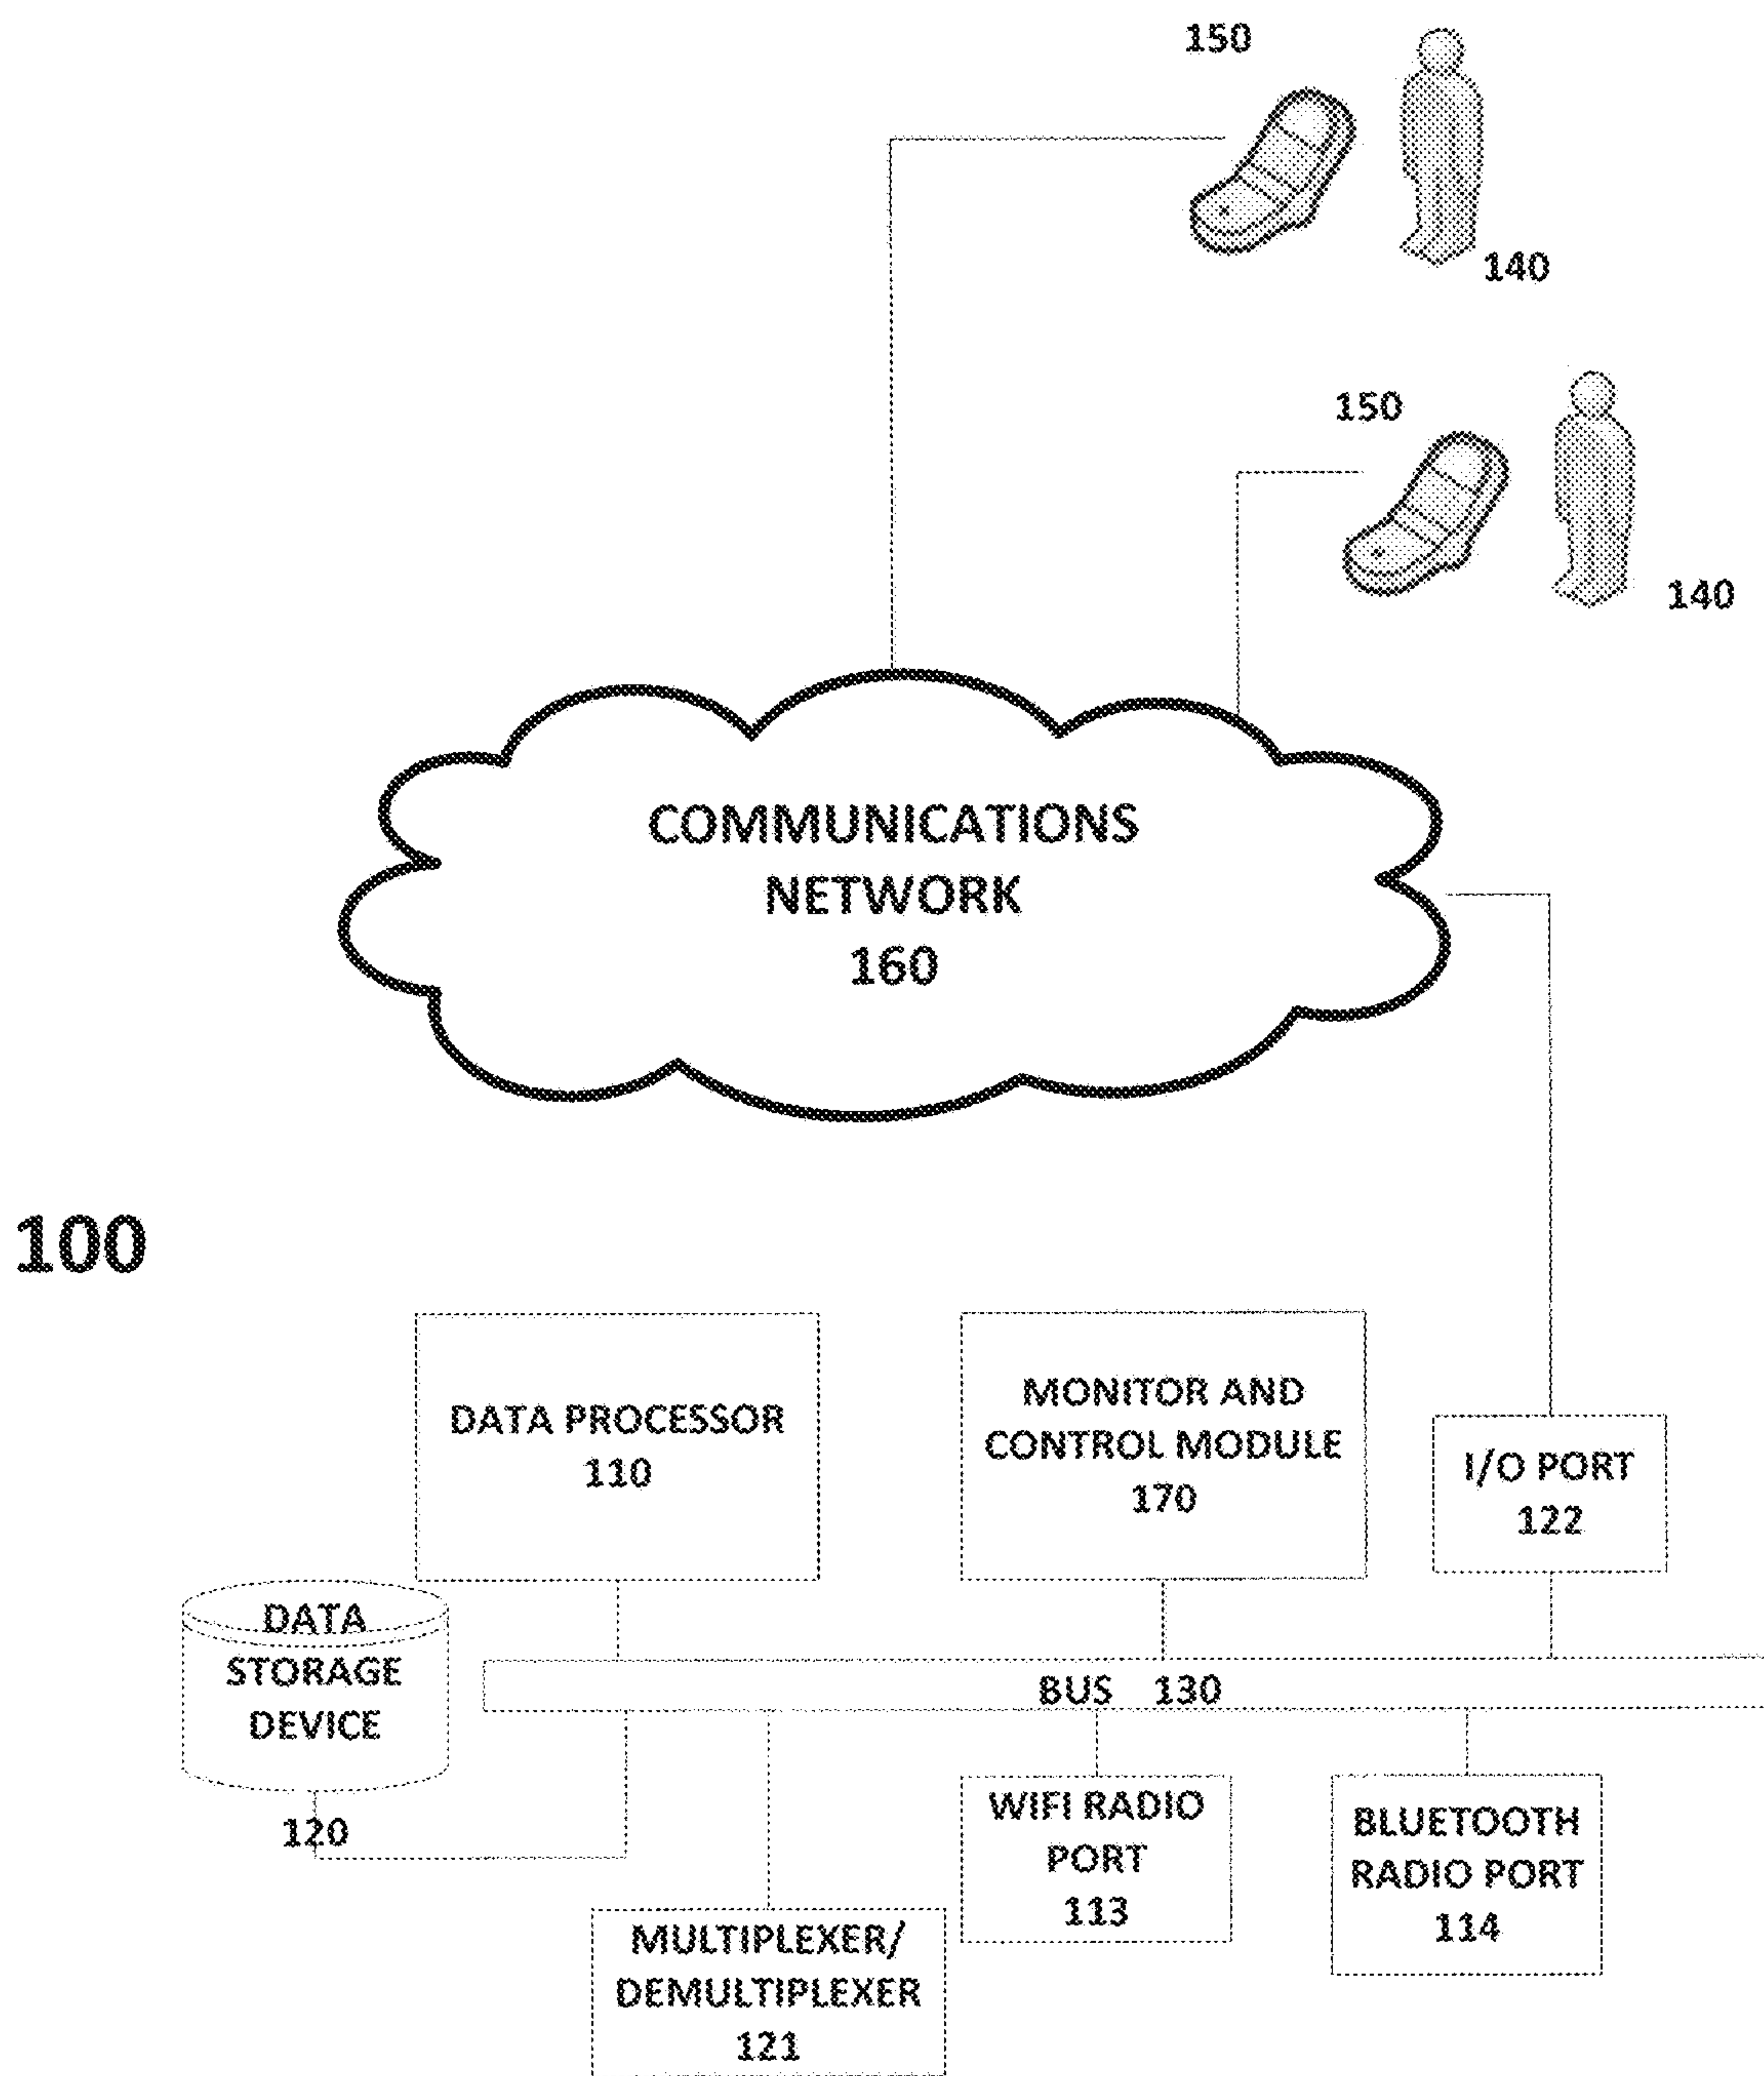 150
140
150
140
COMMUNICATIONS
NETWORK
160
100
DATA PROCESSOR
110
MONITOR AND
CONTROL MODULE
170
I/O PORT
122
DATA
STORAGE
DEVICE
120
BUS 130
WIFI RADIO
PORT
113
BLUETOOTH
RADIO PORT
114
MULTIPLEXER/
DEMULTIPLEXER
121